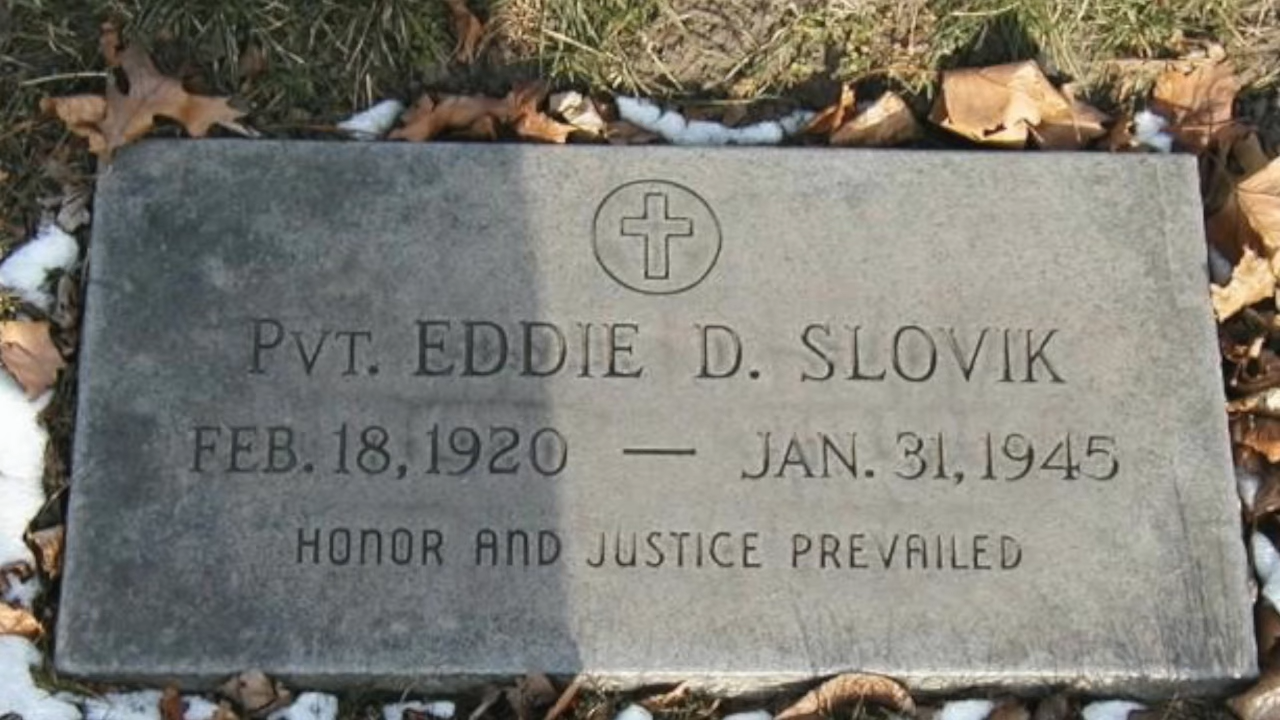 PVT. EDDIE D. SLOVIK
FEB. 18, 1920 — JAN. 31, 1945
HONOR AND JUSTICE PREVAILED